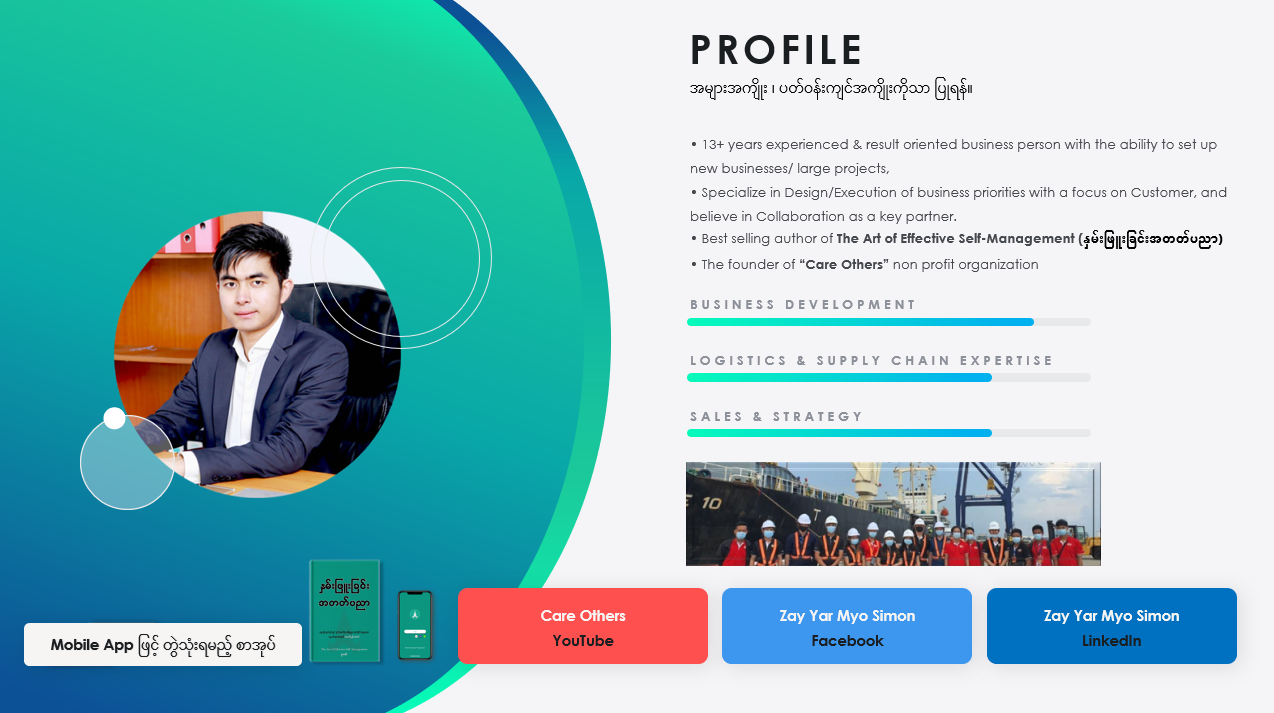 PROFILE
အများအကျိုး ၊ ပတ်ဝန်းကျင်အကျိုးကိုသာ ပြုရန်။
• 13+ years experienced & result oriented business person with the ability to set up
new businesses/ large projects,
• Specialize in Design/Execution of business priorities with a focus on Customer, and
believe in Collaboration as a key partner.
• Best selling author of The Art of Effective Self-Management (နှမ်းဖြူးခြင်းအတတ်ပညာ)
• The founder of “Care Others” non profit organization
BUSINESS DEVELOPMENT
LOGISTICS & SUPPLY CHAIN EXPERTISE
SALES & STRATEGY
E 10
T
နှမ်းဖြူးခြင်း
အတတ်ပညာ
Mobile App ဖြင့် တွဲသုံးရမည့် စာအုပ်
Care Others
YouTube
Zay Yar Myo Simon
Facebook
Zay Yar Myo Simon
LinkedIn